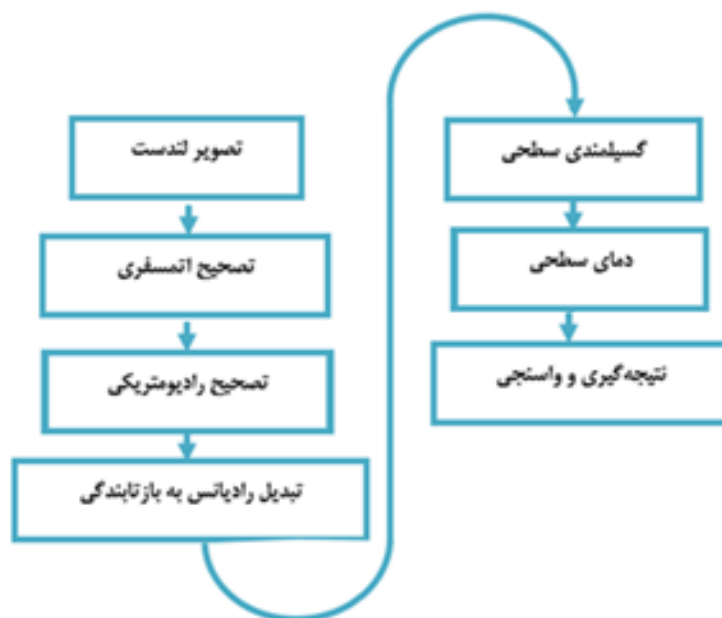 تصویر لندست
تصحیح اتمسفری
تصحیح رادیومتریکی
تبدیل رادیانس به بازتابندگی
گسیلمندی سطحی
دمای سطحی
نتیجه‌گیری و واسنجی